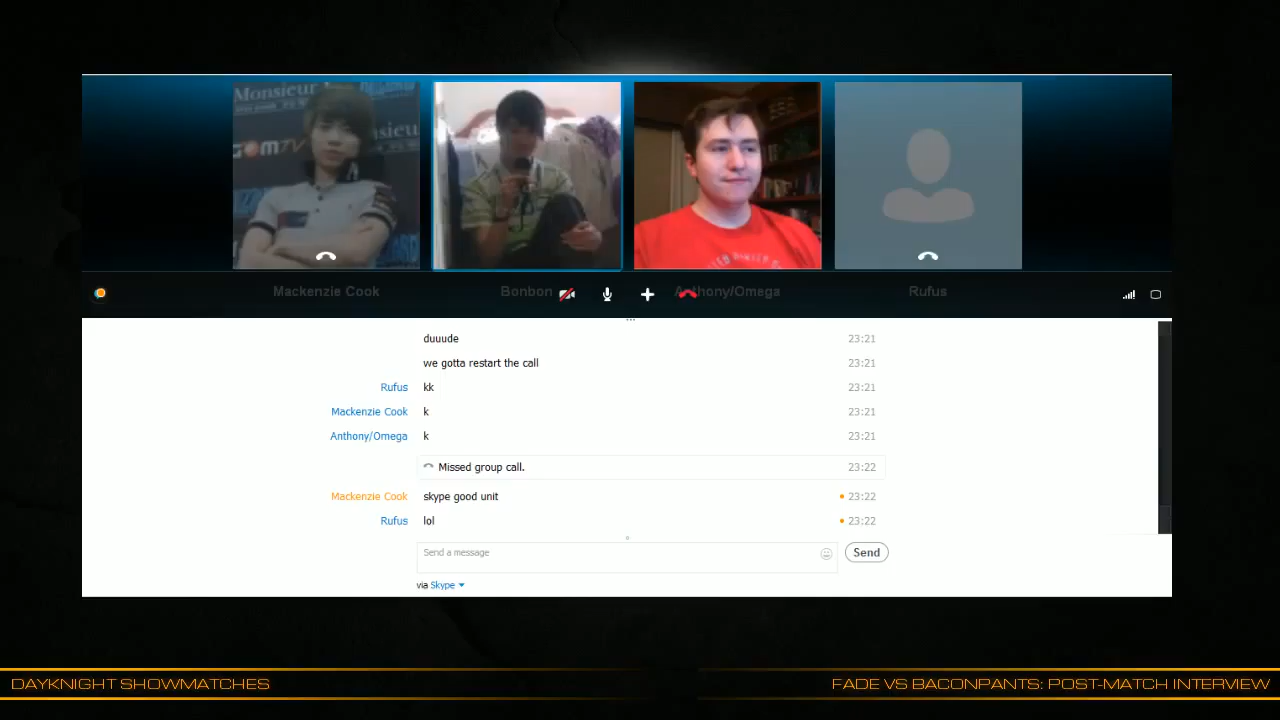 Monsieur J
GOMTV
Monsieur
Mackenzie Cook
Bonbon
Anthony/Omega
Rufus
duuude 23:21
we gotta restart the call 23:21
Rufus kk 23:21
Mackenzie Cook k 23:21
Anthony/Omega k 23:21
Missed group call. 23:22
Mackenzie Cook skype good unit 23:22
Rufus lol 23:22
Send a message
Send
via Skype
DAYKNIGHT SHOWMATCHES
FADE VS BACONPANTS: POST-MATCH INTERVIEW